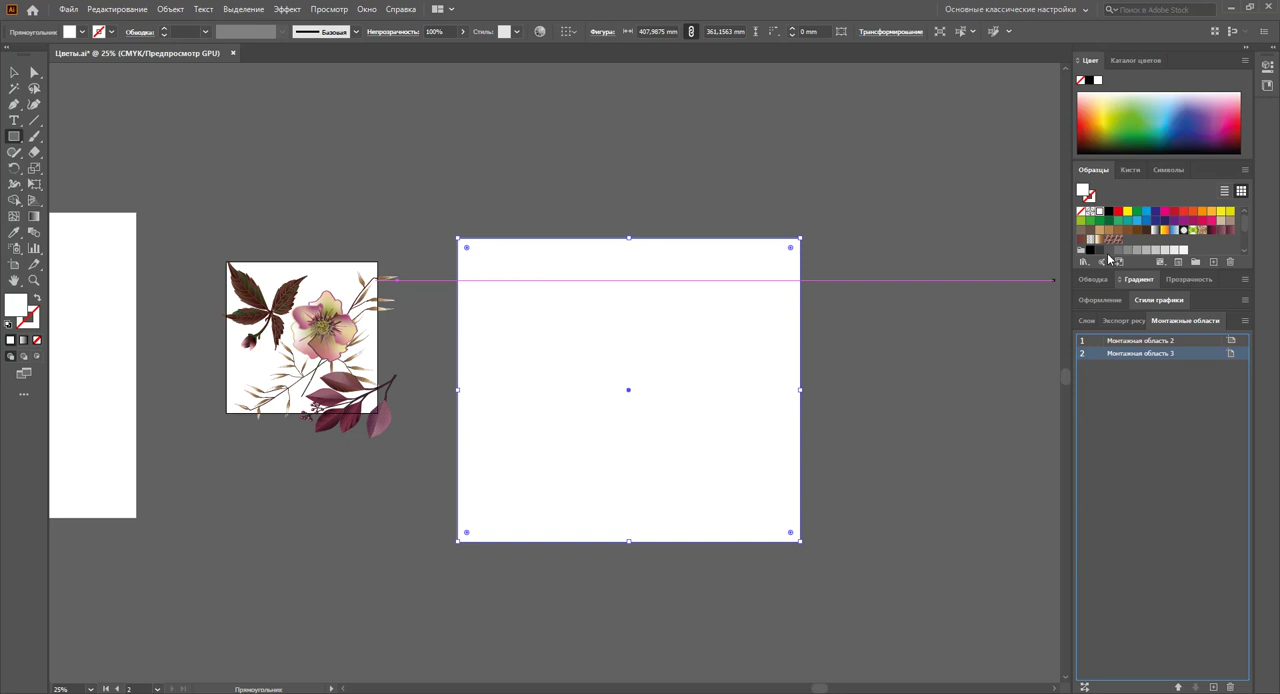 Ai
Файл Редактирование Объект Текст Выделение Эффект Просмотр Окно Справка
Основные классические настройки
Поиск в Adobe Stock
Прямоугольник
Обводка:
Базовая
Непрозрачность: 100%
Стиль:
Фигура: 407,9875 mm 361,1563 mm
0 mm
Трансформирование
Цветы.ai* @ 25% (CMYK/Предпросмотр GPU)
Цвет Каталог цветов
Образцы Кисти Символы
Обводка Градиент Прозрачность
Оформление Стили графики
Слои Экспорт ресу Монтажные области
1 Монтажная область 2
2 Монтажная область 3
25% 2 Прямоугольник